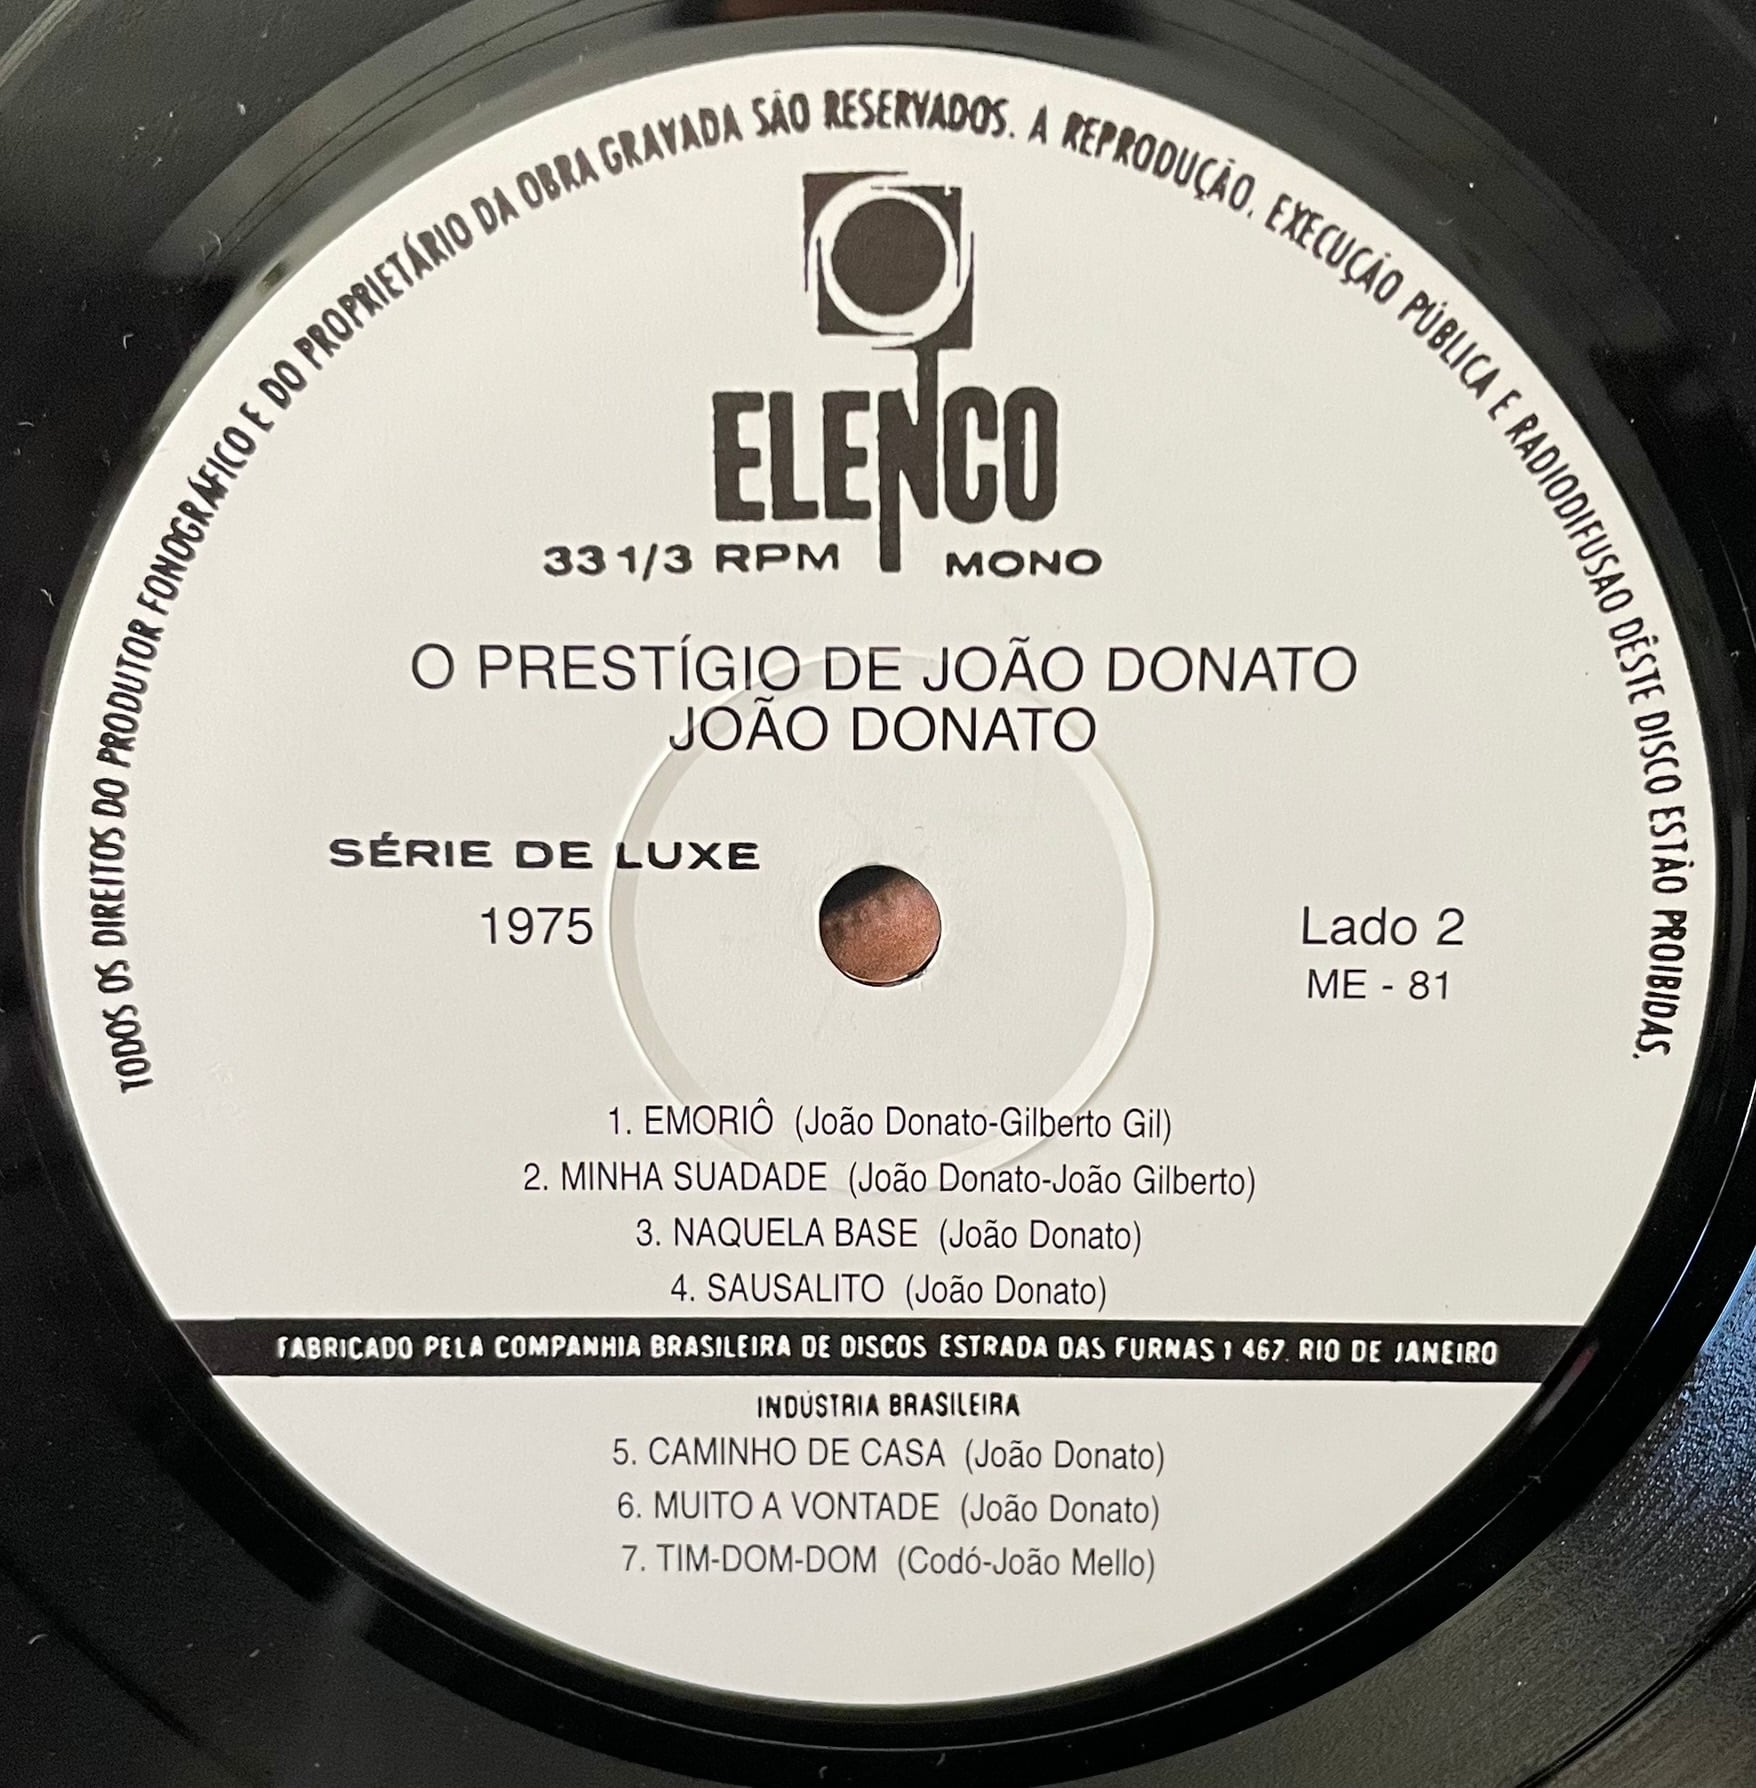 TODOS OS DIREITOS DO PRODUTOR FONOGRÁFICO E DO PROPRIETÁRIO DA OBRA GRAVADA SÃO RESERVADOS. A REPRODUÇÃO. EXECUÇÃO PÚBLICA E RADIODIFUSAO DÊSTE DISCO ESTÃO PROIBIDAS.
ELENCO
33 1/3 RPM MONO
O PRESTÍGIO DE JOÃO DONATO
JOÃO DONATO
SÉRIE DE LUXE
1975
Lado 2
ME - 81
1. EMORIÔ (João Donato-Gilberto Gil)
2. MINHA SUADADE (João Donato-João Gilberto)
3. NAQUELA BASE (João Donato)
4. SAUSALITO (João Donato)
FABRICADO PELA COMPANHIA BRASILEIRA DE DISCOS ESTRADA DAS FURNAS 1 467. RIO DE JANEIRO
INDÚSTRIA BRASILEIRA
5. CAMINHO DE CASA (João Donato)
6. MUITO A VONTADE (João Donato)
7. TIM-DOM-DOM (Codó-João Mello)